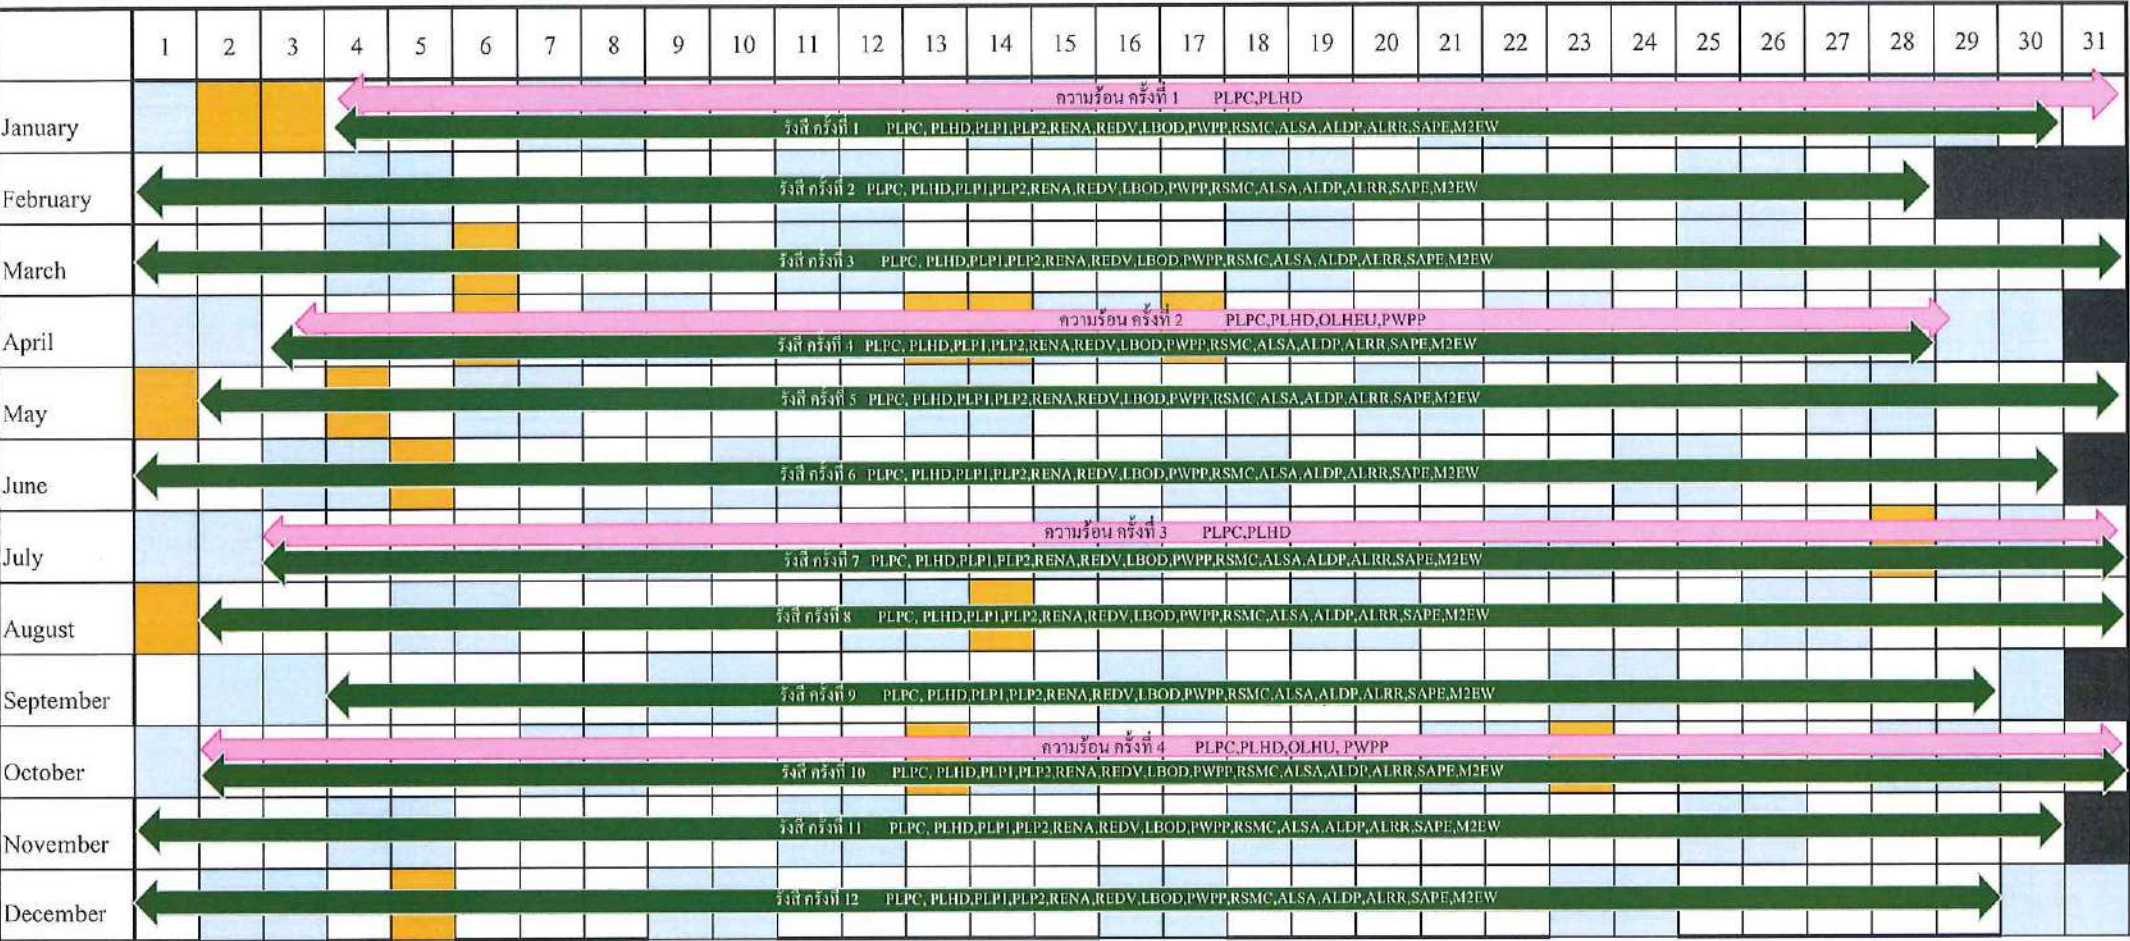 1 2 3 4 5 6 7 8 9 10 11 12 13 14 15 16 17 18 19 20 21 22 23 24 25 26 27 28 29 30 31
ความร้อน ครั้งที่ 1 PLPC,PLHD
January
รังสี ครั้งที่ 1 PLPC, PLHD,PLP1,PLP2,RENA,REDV,LBOD,PWPP,RSMC,ALSA,ALDP,ALRR,SAPE,M2EW
February
รังสี ครั้งที่ 2 PLPC, PLHD,PLP1,PLP2,RENA,REDV,LBOD,PWPP,RSMC,ALSA,ALDP,ALRR,SAPE,M2EW
March
รังสี ครั้งที่ 3 PLPC, PLHD,PLP1,PLP2,RENA,REDV,LBOD,PWPP,RSMC,ALSA,ALDP,ALRR,SAPE,M2EW
ความร้อน ครั้งที่ 2 PLPC,PLHD,OLHEU,PWPP
April
รังสี ครั้งที่ 4 PLPC, PLHD,PLP1,PLP2,RENA,REDV,LBOD,PWPP,RSMC,ALSA,ALDP,ALRR,SAPE,M2EW
May
รังสี ครั้งที่ 5 PLPC, PLHD,PLP1,PLP2,RENA,REDV,LBOD,PWPP,RSMC,ALSA,ALDP,ALRR,SAPE,M2EW
June
รังสี ครั้งที่ 6 PLPC, PLHD,PLP1,PLP2,RENA,REDV,LBOD,PWPP,RSMC,ALSA,ALDP,ALRR,SAPE,M2EW
ความร้อน ครั้งที่ 3 PLPC,PLHD
July
รังสี ครั้งที่ 7 PLPC, PLHD,PLP1,PLP2,RENA,REDV,LBOD,PWPP,RSMC,ALSA,ALDP,ALRR,SAPE,M2EW
August
รังสี ครั้งที่ 8 PLPC, PLHD,PLP1,PLP2,RENA,REDV,LBOD,PWPP,RSMC,ALSA,ALDP,ALRR,SAPE,M2EW
September
รังสี ครั้งที่ 9 PLPC, PLHD,PLP1,PLP2,RENA,REDV,LBOD,PWPP,RSMC,ALSA,ALDP,ALRR,SAPE,M2EW
ความร้อน ครั้งที่ 4 PLPC,PLHD,OLHU, PWPP
October
รังสี ครั้งที่ 10 PLPC, PLHD,PLP1,PLP2,RENA,REDV,LBOD,PWPP,RSMC,ALSA,ALDP,ALRR,SAPE,M2EW
November
รังสี ครั้งที่ 11 PLPC, PLHD,PLP1,PLP2,RENA,REDV,LBOD,PWPP,RSMC,ALSA,ALDP,ALRR,SAPE,M2EW
December
รังสี ครั้งที่ 12 PLPC, PLHD,PLP1,PLP2,RENA,REDV,LBOD,PWPP,RSMC,ALSA,ALDP,ALRR,SAPE,M2EW